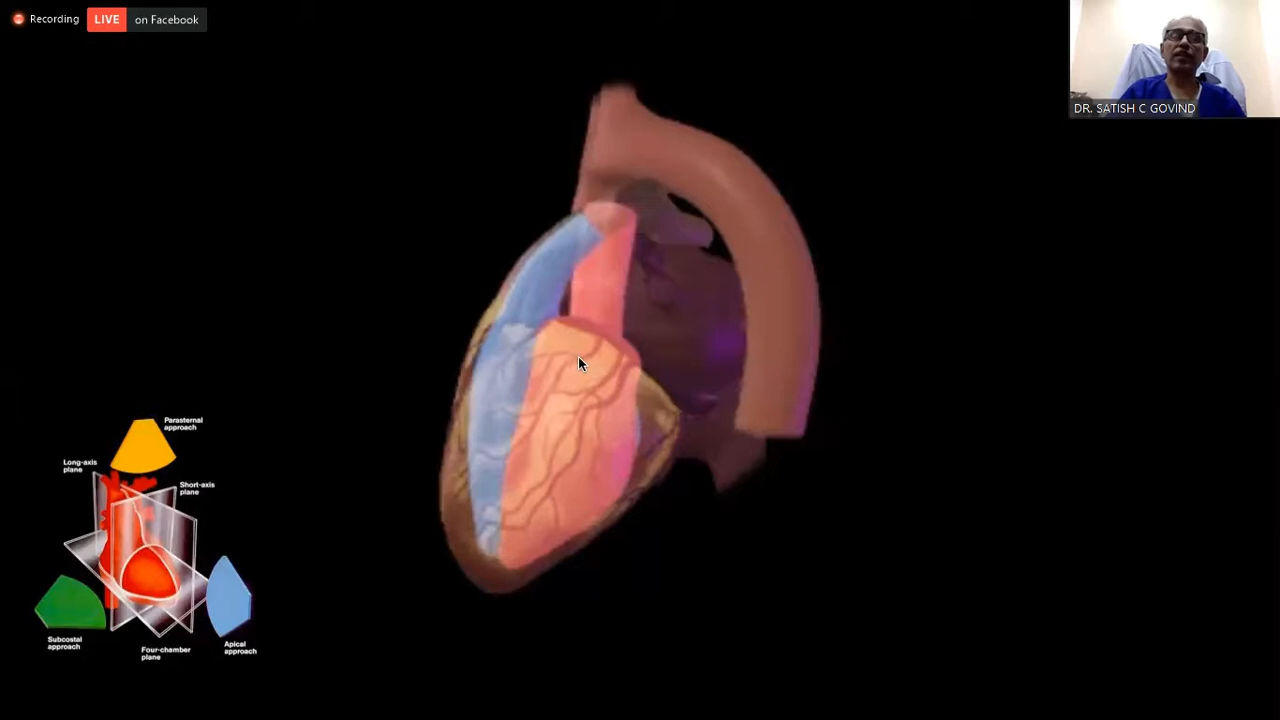 Recording
LIVE on Facebook
DR. SATISH C GOVIND
Parasternal
approach
Long-axis
plane
Short-axis
plane
Subcostal
approach
Four-chamber
plane
Apical
approach